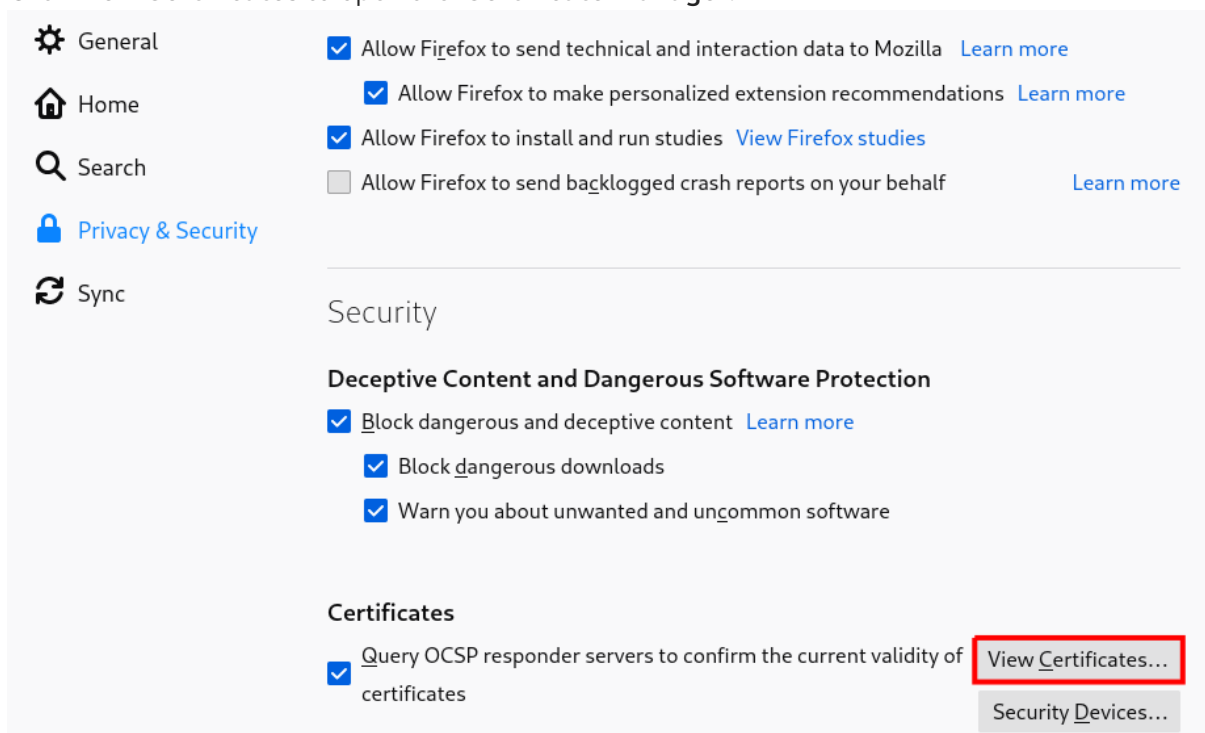 General
Home
Search
Privacy & Security
Sync
Allow Firefox to send technical and interaction data to Mozilla Learn more
Allow Firefox to make personalized extension recommendations Learn more
Allow Firefox to install and run studies View Firefox studies
Allow Firefox to send backlogged crash reports on your behalf Learn more
Security
Deceptive Content and Dangerous Software Protection
Block dangerous and deceptive content Learn more
Block dangerous downloads
Warn you about unwanted and uncommon software
Certificates
Query OCSP responder servers to confirm the current validity of
certificates
View Certificates...
Security Devices...